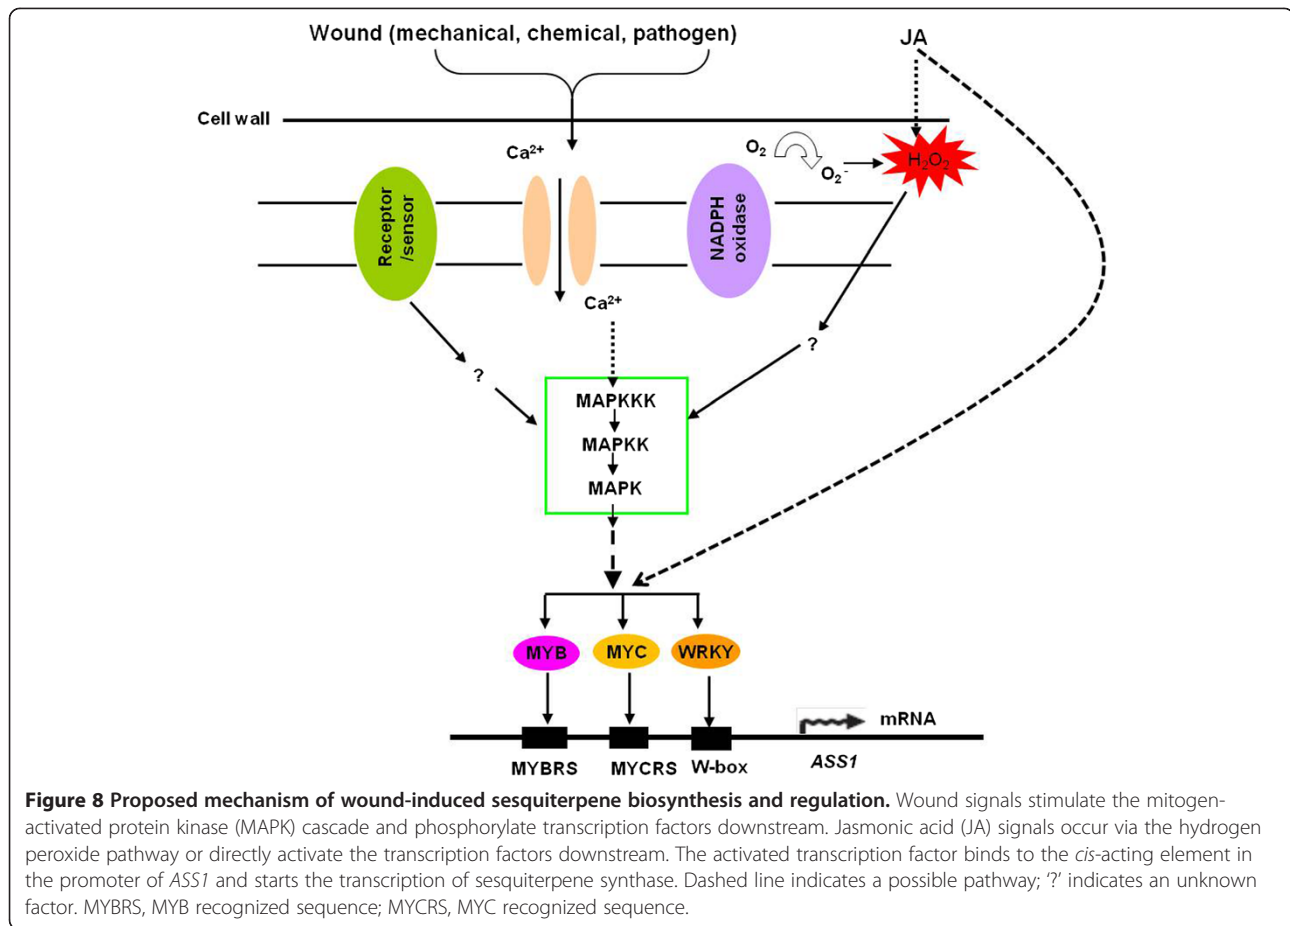 Wound (mechanical, chemical, pathogen)
JA
Cell wall
Ca²⁺
O₂
O₂⁻
H₂O₂
Receptor
/sensor
NADPH
oxidase
Ca²⁺
?
?
MAPKKK
MAPKK
MAPK
MYB
MYC
WRKY
mRNA
MYBRS
MYCRS
W-box
ASS1
Figure 8 Proposed mechanism of wound-induced sesquiterpene biosynthesis and regulation. Wound signals stimulate the mitogen-
activated protein kinase (MAPK) cascade and phosphorylate transcription factors downstream. Jasmonic acid (JA) signals occur via the hydrogen
peroxide pathway or directly activate the transcription factors downstream. The activated transcription factor binds to the cis-acting element in
the promoter of ASS1 and starts the transcription of sesquiterpene synthase. Dashed line indicates a possible pathway; ‘?’ indicates an unknown
factor. MYBRS, MYB recognized sequence; MYCRS, MYC recognized sequence.